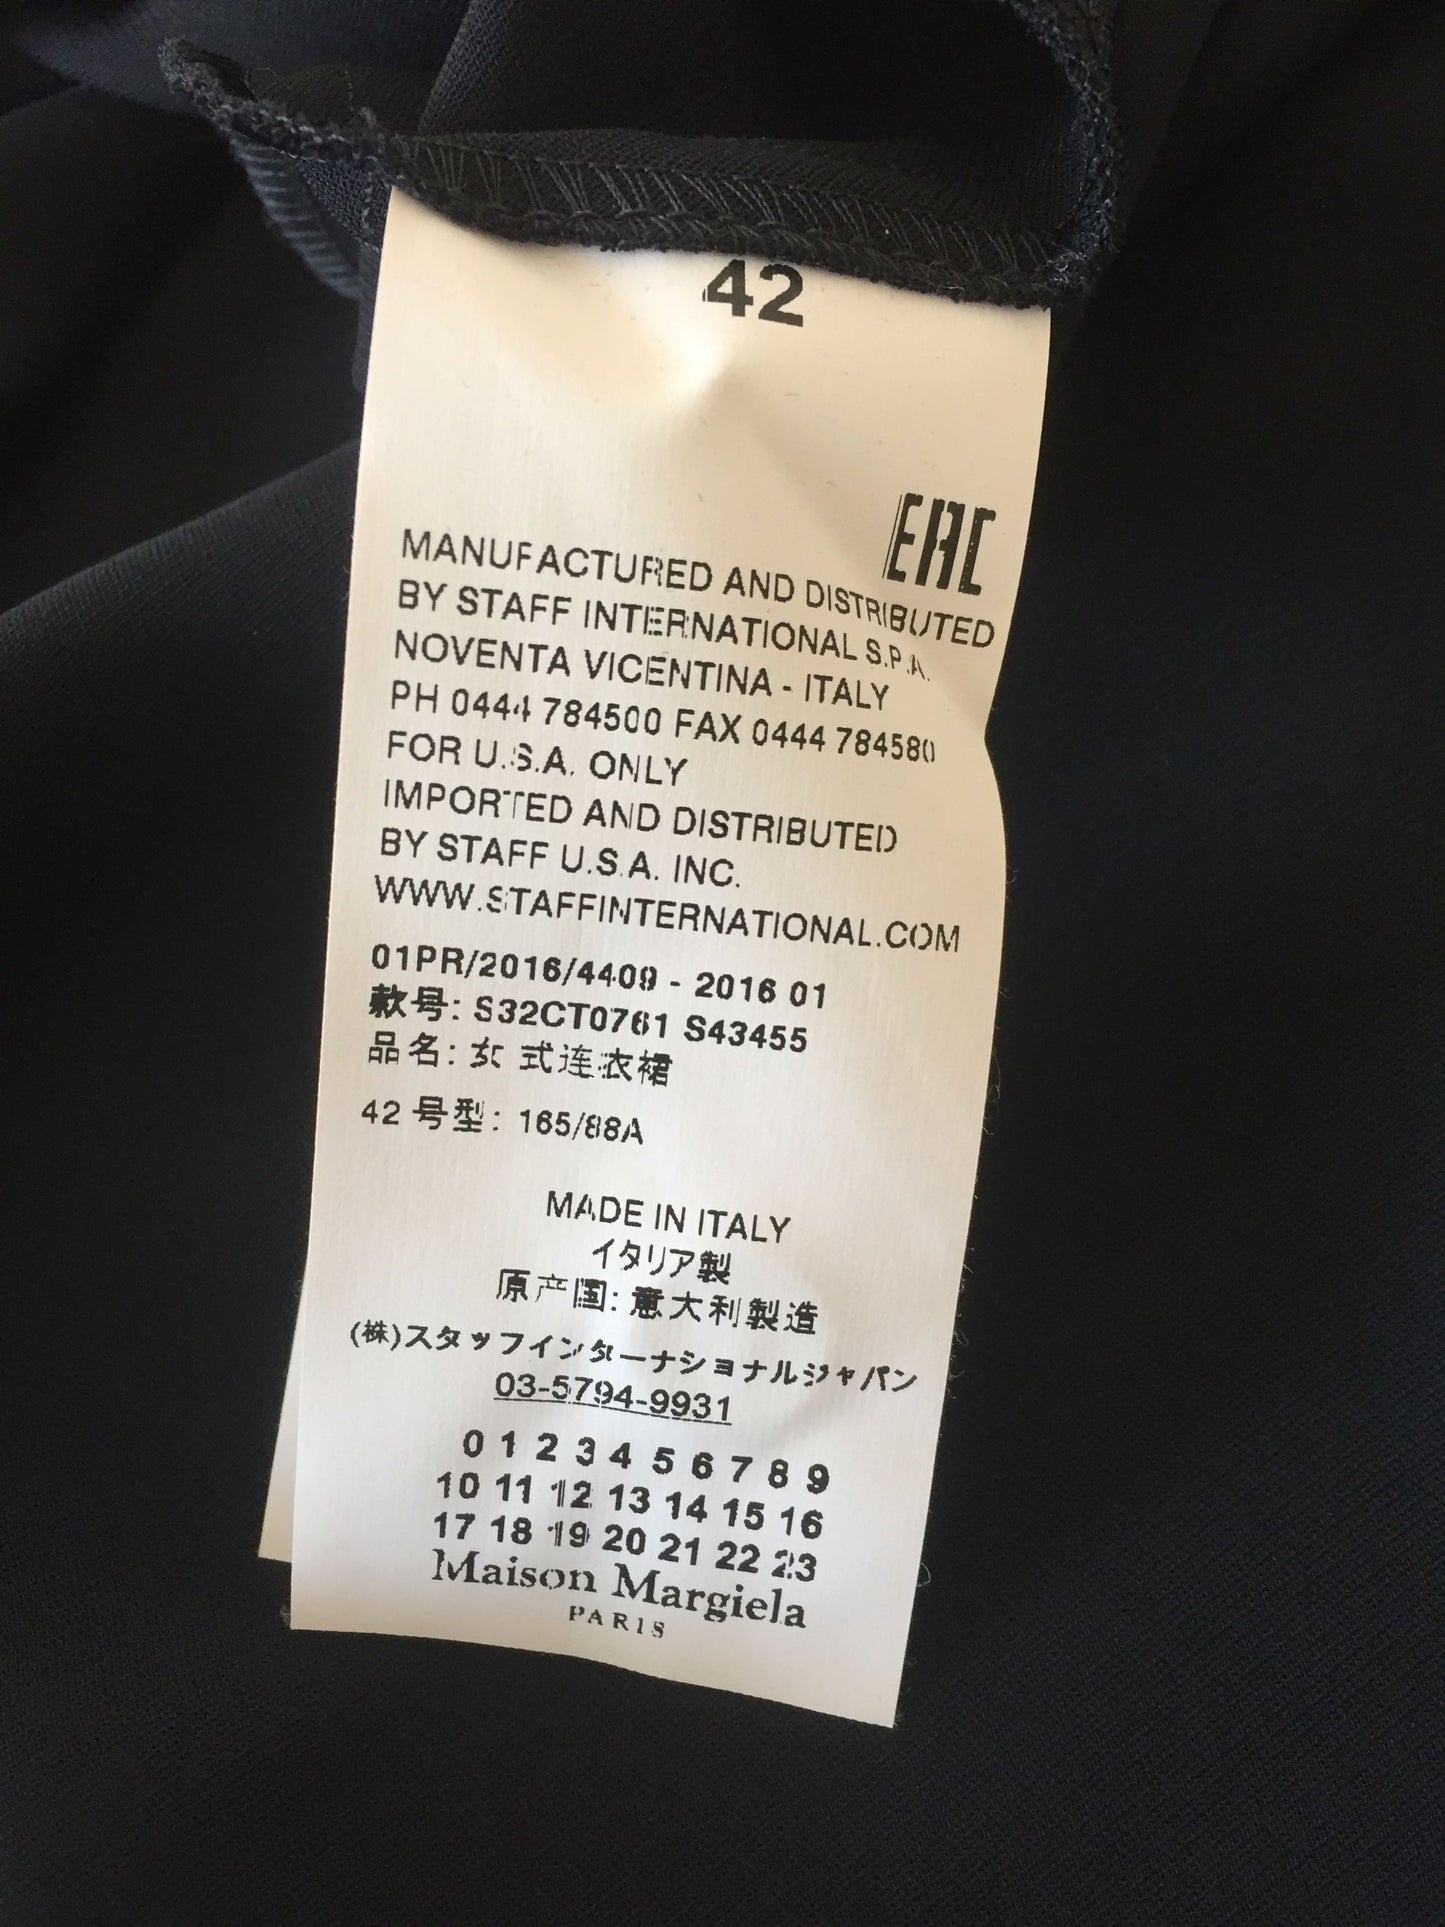 42
EAC
MANUFACTURED AND DISTRIBUTED
BY STAFF INTERNATIONAL S.P.A.
NOVENTA VICENTINA - ITALY
PH 0444 784500 FAX 0444 784580
FOR U.S.A. ONLY
IMPORTED AND DISTRIBUTED
BY STAFF U.S.A. INC.
WWW.STAFFINTERNATIONAL.COM
01PR/2016/4409 - 2016 01
款号: S32CT0761 S43455
品名: 女式连衣裙
42 号型: 165/88A
MADE IN ITALY
イタリア製
原产国: 意大利製造
(株)スタッフインターナショナルジャパン
03-5794-9931
0 1 2 3 4 5 6 7 8 9
10 11 12 13 14 15 16
17 18 19 20 21 22 23
Maison Margiela
PARIS